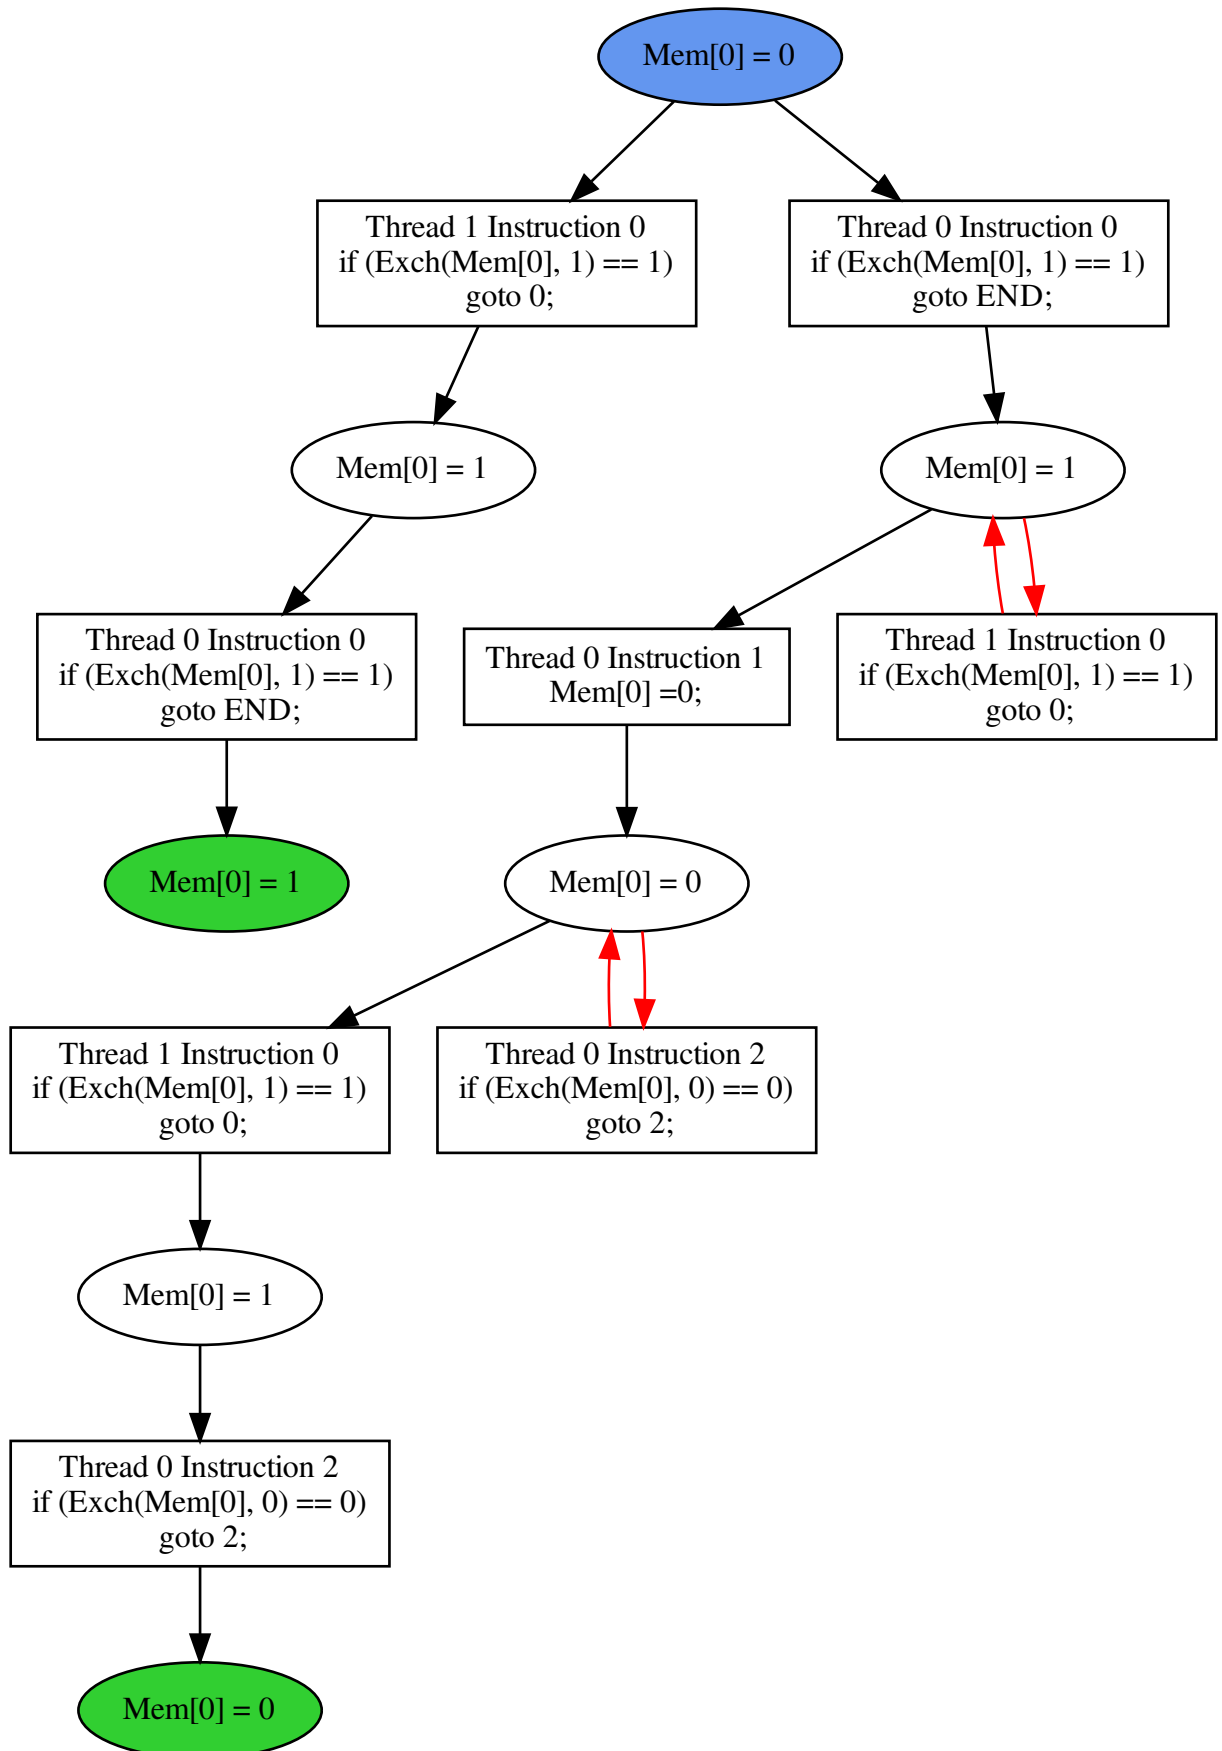 Mem[0] = 0
Thread 1 Instruction 0
if (Exch(Mem[0], 1) == 1)
goto 0;
Thread 0 Instruction 0
if (Exch(Mem[0], 1) == 1)
goto END;
Mem[0] = 1
Mem[0] = 1
Thread 0 Instruction 0
if (Exch(Mem[0], 1) == 1)
goto END;
Thread 0 Instruction 1
Mem[0] =0;
Thread 1 Instruction 0
if (Exch(Mem[0], 1) == 1)
goto 0;
Mem[0] = 1
Mem[0] = 0
Thread 1 Instruction 0
if (Exch(Mem[0], 1) == 1)
goto 0;
Thread 0 Instruction 2
if (Exch(Mem[0], 0) == 0)
goto 2;
Mem[0] = 1
Thread 0 Instruction 2
if (Exch(Mem[0], 0) == 0)
goto 2;
Mem[0] = 0